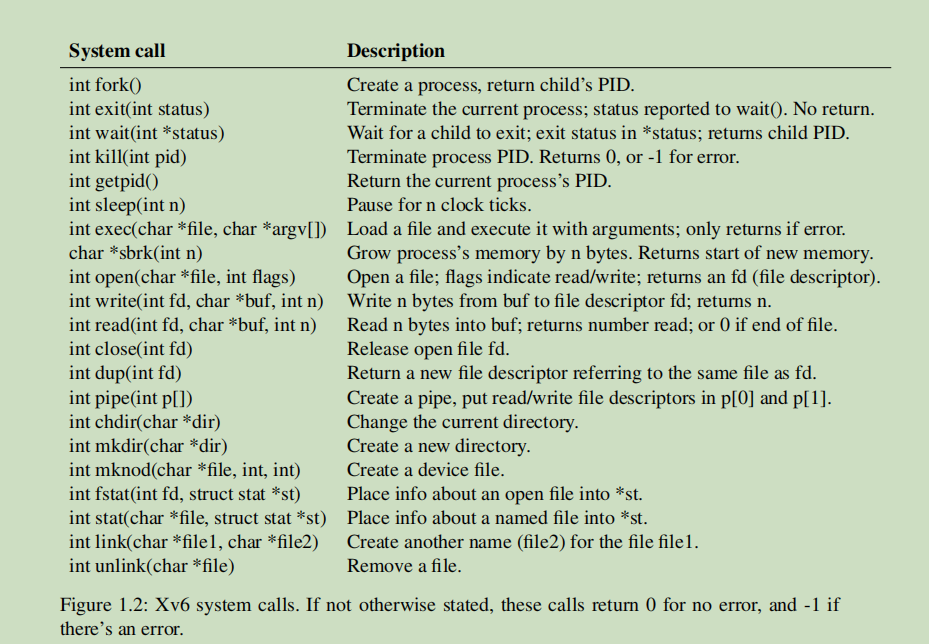 System call Description
int fork() Create a process, return child's PID.
int exit(int status) Terminate the current process; status reported to wait(). No return.
int wait(int *status) Wait for a child to exit; exit status in *status; returns child PID.
int kill(int pid) Terminate process PID. Returns 0, or -1 for error.
int getpid() Return the current process's PID.
int sleep(int n) Pause for n clock ticks.
int exec(char *file, char *argv[]) Load a file and execute it with arguments; only returns if error.
char *sbrk(int n) Grow process's memory by n bytes. Returns start of new memory.
int open(char *file, int flags) Open a file; flags indicate read/write; returns an fd (file descriptor).
int write(int fd, char *buf, int n) Write n bytes from buf to file descriptor fd; returns n.
int read(int fd, char *buf, int n) Read n bytes into buf; returns number read; or 0 if end of file.
int close(int fd) Release open file fd.
int dup(int fd) Return a new file descriptor referring to the same file as fd.
int pipe(int p[]) Create a pipe, put read/write file descriptors in p[0] and p[1].
int chdir(char *dir) Change the current directory.
int mkdir(char *dir) Create a new directory.
int mknod(char *file, int, int) Create a device file.
int fstat(int fd, struct stat *st) Place info about an open file into *st.
int stat(char *file, struct stat *st) Place info about a named file into *st.
int link(char *file1, char *file2) Create another name (file2) for the file file1.
int unlink(char *file) Remove a file.
Figure 1.2: Xv6 system calls. If not otherwise stated, these calls return 0 for no error, and -1 if
there's an error.